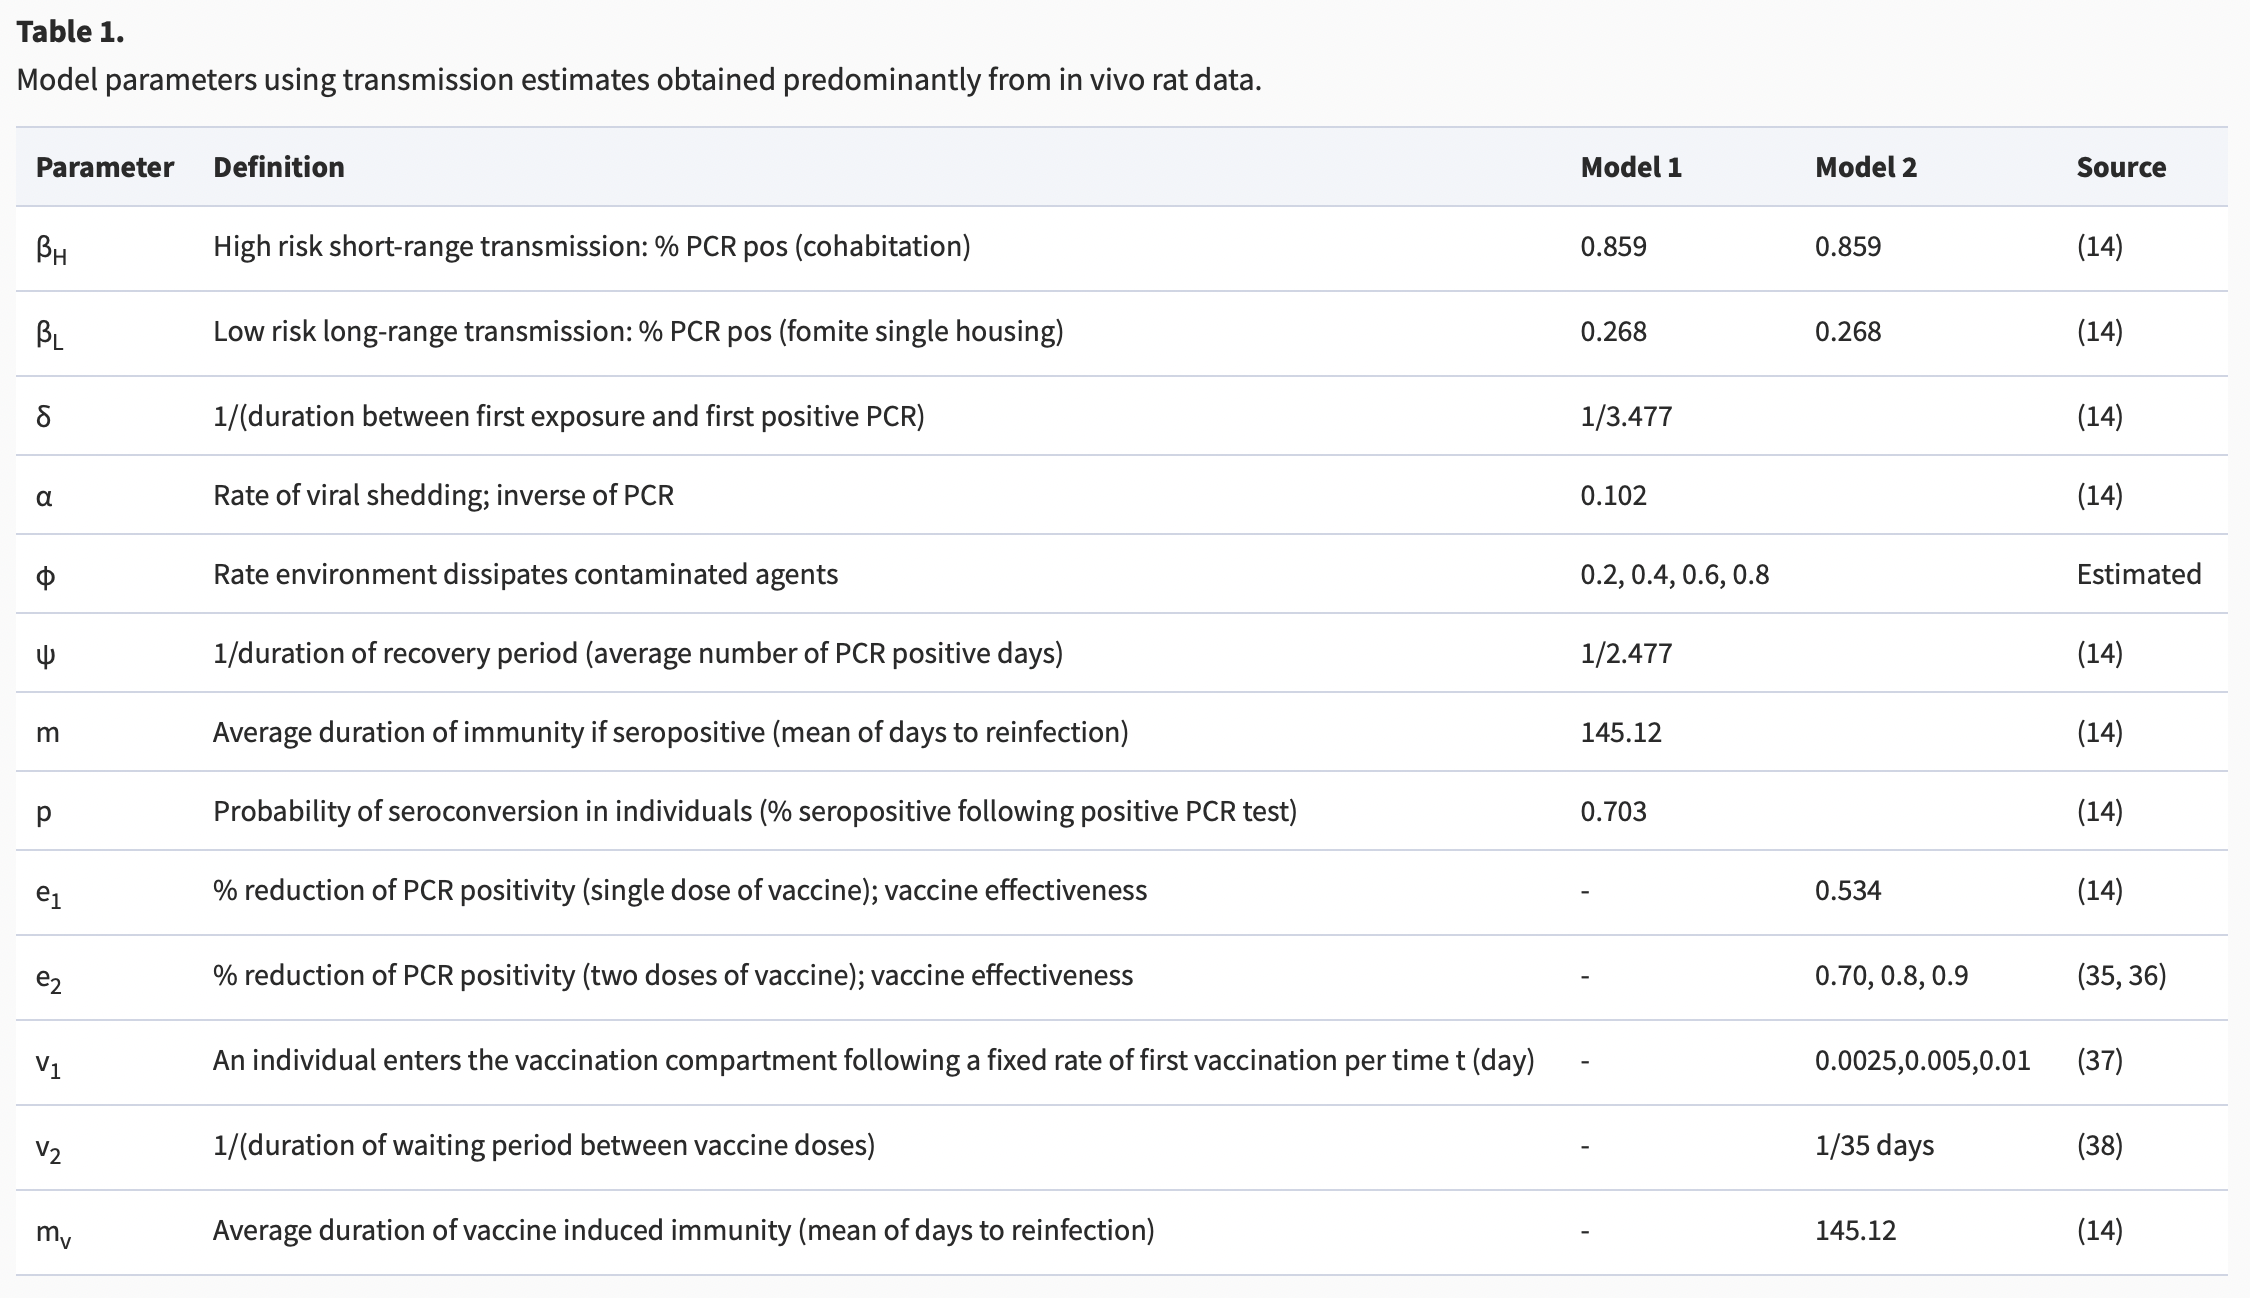 Table 1.
Model parameters using transmission estimates obtained predominantly from in vivo rat data.
Parameter Definition Model 1 Model 2 Source
βH High risk short-range transmission: % PCR pos (cohabitation) 0.859 0.859 (14)
βL Low risk long-range transmission: % PCR pos (fomite single housing) 0.268 0.268 (14)
δ 1/(duration between first exposure and first positive PCR) 1/3.477 (14)
α Rate of viral shedding; inverse of PCR 0.102 (14)
ϕ Rate environment dissipates contaminated agents 0.2, 0.4, 0.6, 0.8 Estimated
ψ 1/duration of recovery period (average number of PCR positive days) 1/2.477 (14)
m Average duration of immunity if seropositive (mean of days to reinfection) 145.12 (14)
p Probability of seroconversion in individuals (% seropositive following positive PCR test) 0.703 (14)
e1 % reduction of PCR positivity (single dose of vaccine); vaccine effectiveness - 0.534 (14)
e2 % reduction of PCR positivity (two doses of vaccine); vaccine effectiveness - 0.70, 0.8, 0.9 (35, 36)
v1 An individual enters the vaccination compartment following a fixed rate of first vaccination per time t (day) - 0.0025,0.005,0.01 (37)
v2 1/(duration of waiting period between vaccine doses) - 1/35 days (38)
mv Average duration of vaccine induced immunity (mean of days to reinfection) - 145.12 (14)